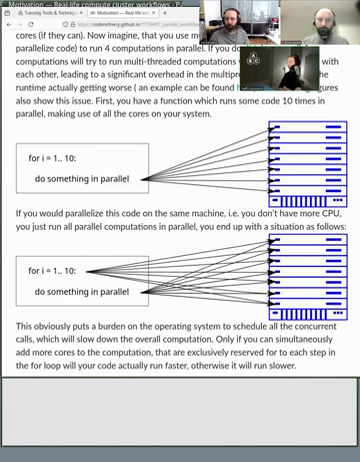 Motivation — Real-life compute cluster workflows - P
Tuesday Tools & Techniqu
Motivation — Real-life com
https://coderefinery.github.io/TTT4HPC_parallel_workflow
cores (if they can). Now imagine, that you use m
parallelize code) to run 4 computations in parallel. If you do
computations will try to run multi-threaded computations with
each other, leading to a significant overhead in the multipr
runtime actually getting worse ( an example can be found gures
also show this issue. First, you have a function which runs some code 10 times in
parallel, making use of all the cores on your system.
for i = 1.. 10:
do something in parallel
If you would parallelize this code on the same machine, i.e. you don't have more CPU,
you just run all parallel computations in parallel, you end up with a situation as follows:
for i = 1.. 10:
do something in parallel
This obviously puts a burden on the operating system to schedule all the concurrent
calls, which will slow down the overall computation. Only if you can simultaneously
add more cores to the computation, that are exclusively reserved for to each step in
the for loop will your code actually run faster, otherwise it will run slower.